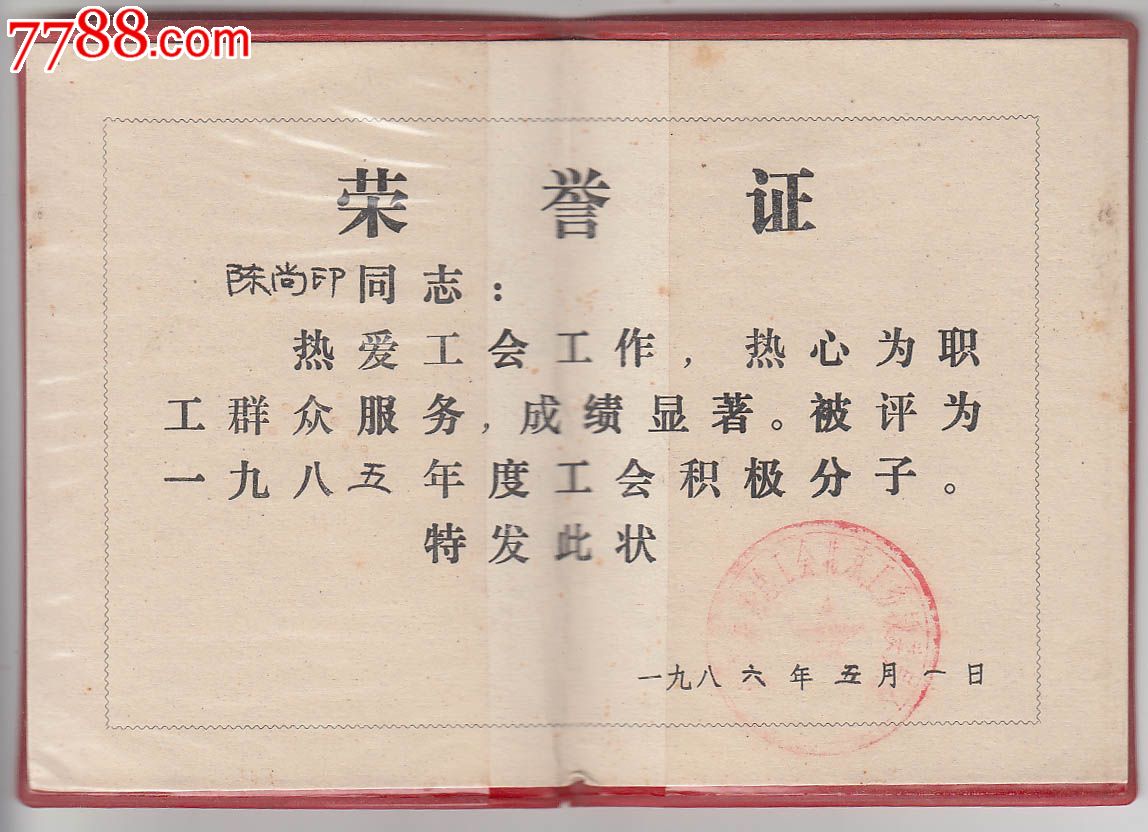 7788.com
荣誉证
陈尚印同志：
热爱工会工作，热心为职
工群众服务，成绩显著。被评为
一九八五年度工会积极分子。
特发此状
一九八六年五月一日